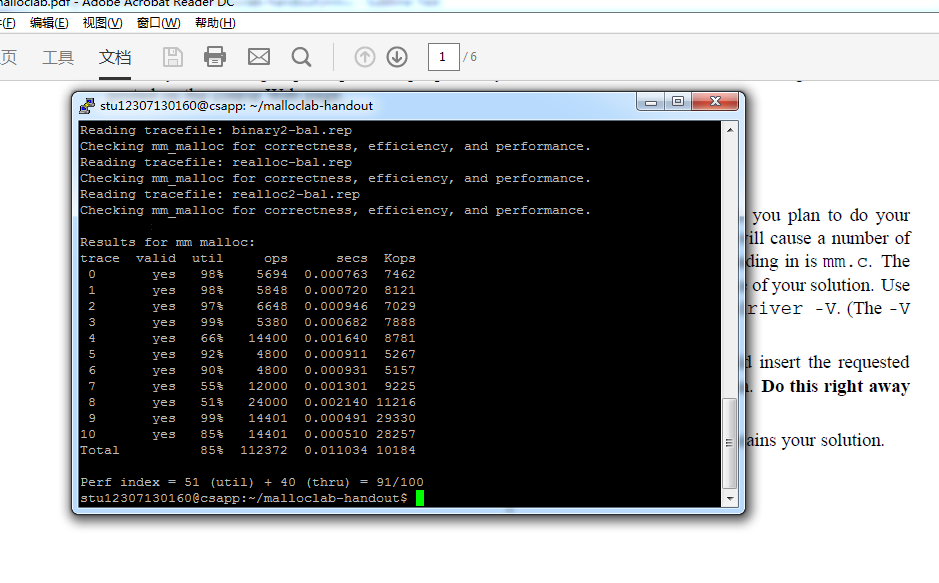 malloclab.pdf - Adobe Acrobat Reader DC
(F) 编辑(E) 视图(V) 窗口(W) 帮助(H)
页 工具 文档 1 / 6
stu12307130160@csapp: ~/malloclab-handout
Reading tracefile: binary2-bal.rep
Checking mm_malloc for correctness, efficiency, and performance.
Reading tracefile: realloc-bal.rep
Checking mm_malloc for correctness, efficiency, and performance.
Reading tracefile: realloc2-bal.rep
Checking mm_malloc for correctness, efficiency, and performance.
Results for mm malloc:
trace valid util ops secs Kops
0 yes 98% 5694 0.000763 7462
1 yes 98% 5848 0.000720 8121
2 yes 97% 6648 0.000946 7029
3 yes 99% 5380 0.000682 7888
4 yes 66% 14400 0.001640 8781
5 yes 92% 4800 0.000911 5267
6 yes 90% 4800 0.000931 5157
7 yes 55% 12000 0.001301 9225
8 yes 51% 24000 0.002140 11216
9 yes 99% 14401 0.000491 29330
10 yes 85% 14401 0.000510 28257
Total 85% 112372 0.011034 10184
Perf index = 51 (util) + 40 (thru) = 91/100
stu12307130160@csapp:~/malloclab-handout$
you plan to do your
ill cause a number of
ding in is mm.c. The
of your solution. Use
river -V. (The -V
insert the requested
. Do this right away
ains your solution.